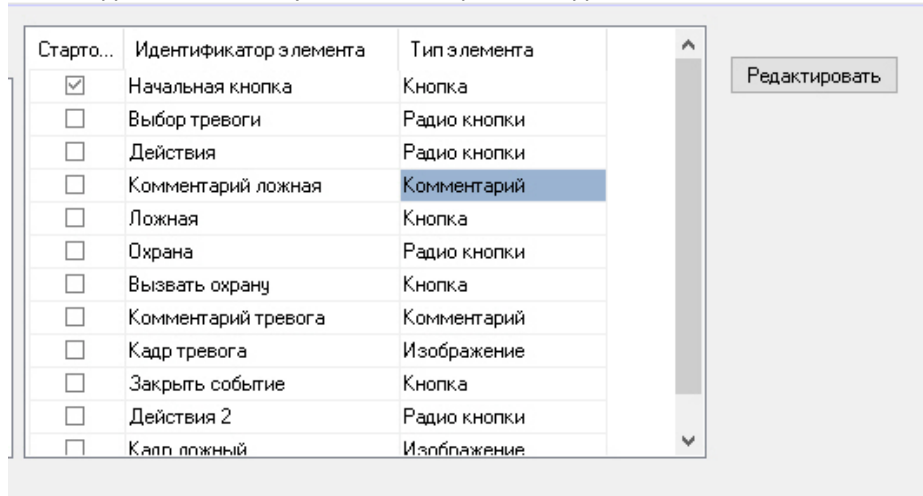 Старто... Идентификатор элемента Тип элемента
Редактировать
Начальная кнопка Кнопка
Выбор тревоги Радио кнопки
Действия Радио кнопки
Комментарий ложная Комментарий
Ложная Кнопка
Охрана Радио кнопки
Вызвать охрану Кнопка
Комментарий тревога Комментарий
Кадр тревога Изображение
Закрыть событие Кнопка
Действия 2 Радио кнопки
Кадр ложный Изображение